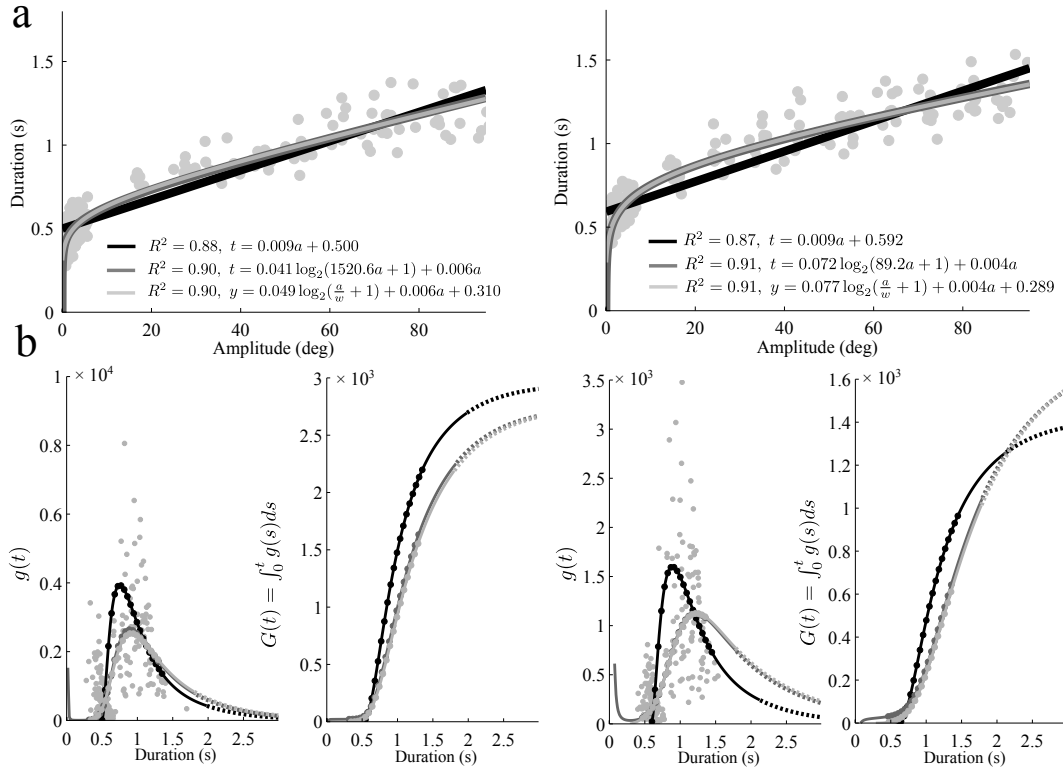 a
1.5
1
0.5
0
Duration (s)
R² = 0.88, t = 0.009a + 0.500
R² = 0.90, t = 0.041 log₂(1520.6a + 1) + 0.006a
R² = 0.90, y = 0.049 log₂(a/w + 1) + 0.006a + 0.310
0 20 40 60 80
Amplitude (deg)
1.5
1
0.5
0
Duration (s)
R² = 0.87, t = 0.009a + 0.592
R² = 0.91, t = 0.072 log₂(89.2a + 1) + 0.004a
R² = 0.91, y = 0.077 log₂(a/w + 1) + 0.004a + 0.289
0 20 40 60 80
Amplitude (deg)
b
× 10⁴
1
0.8
0.6
0.4
0.2
0
g(t)
0 0.5 1 1.5 2 2.5
Duration (s)
× 10³
3
2.5
2
1.5
1
0.5
0
G(t) = ∫₀ᵗ g(s)ds
0 0.5 1 1.5 2 2.5
Duration (s)
× 10³
3.5
3
2.5
2
1.5
1
0.5
0
g(t)
0 0.5 1 1.5 2 2.5
Duration (s)
× 10³
1.6
1.4
1.2
1
0.8
0.6
0.4
0.2
0
G(t) = ∫₀ᵗ g(s)ds
0 0.5 1 1.5 2 2.5
Duration (s)